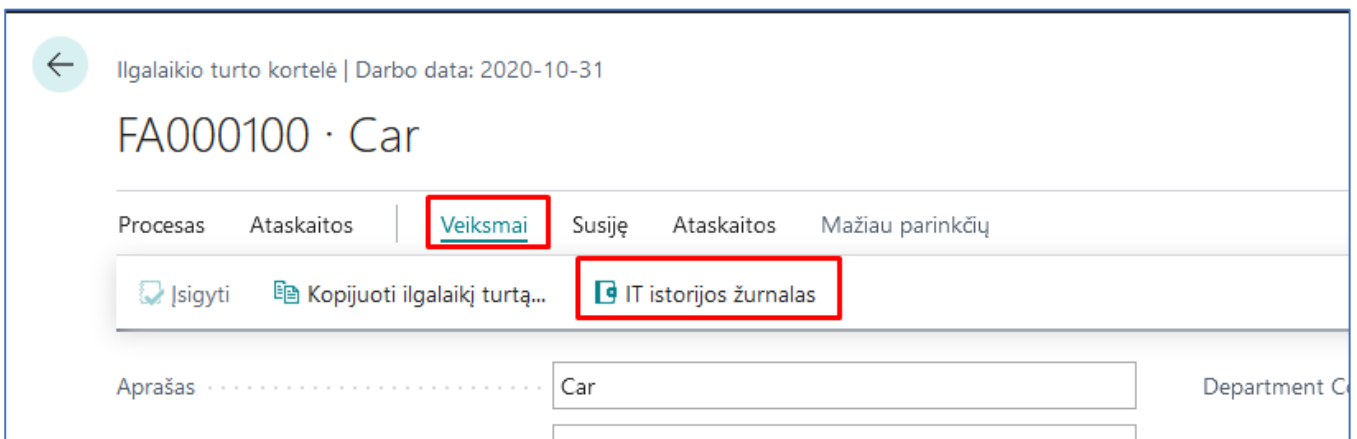 Ilgalaikio turto kortelė | Darbo data: 2020-10-31
FA000100 · Car
Procesas Ataskaitos Veiksmai Susiję Ataskaitos Mažiau parinkčių
Įsigyti Kopijuoti ilgalaikį turtą... IT istorijos žurnalas
Aprašas Car Department